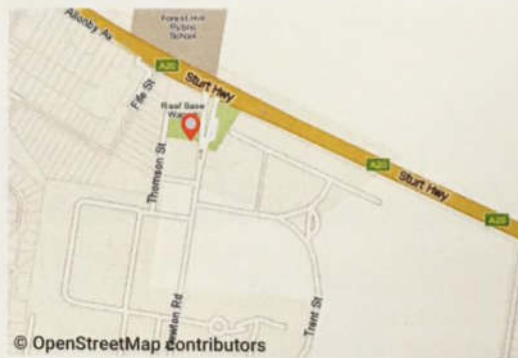 Allonby Av
Forest Hill
Public
School
A20
Sturt Hwy
Fife St
Raaf Base
Thomson St
A20
Sturt Hwy
A20
Trent St
© OpenStreetMap contributors